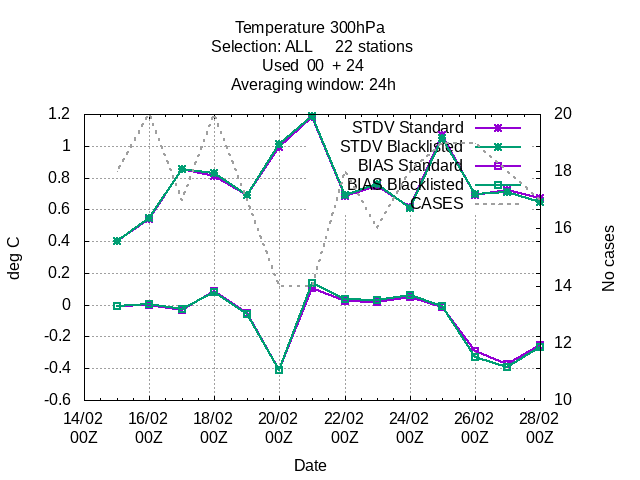 Temperature 300hPa
Selection: ALL 22 stations
Used 00 + 24
Averaging window: 24h
STDV Standard
STDV Blacklisted
BIAS Standard
BIAS Blacklisted
CASES
1.2
1
0.8
0.6
0.4
0.2
0
-0.2
-0.4
-0.6
deg C
20
18
16
14
12
10
No cases
14/02 16/02 18/02 20/02 22/02 24/02 26/02 28/02
00Z 00Z 00Z 00Z 00Z 00Z 00Z 00Z
Date